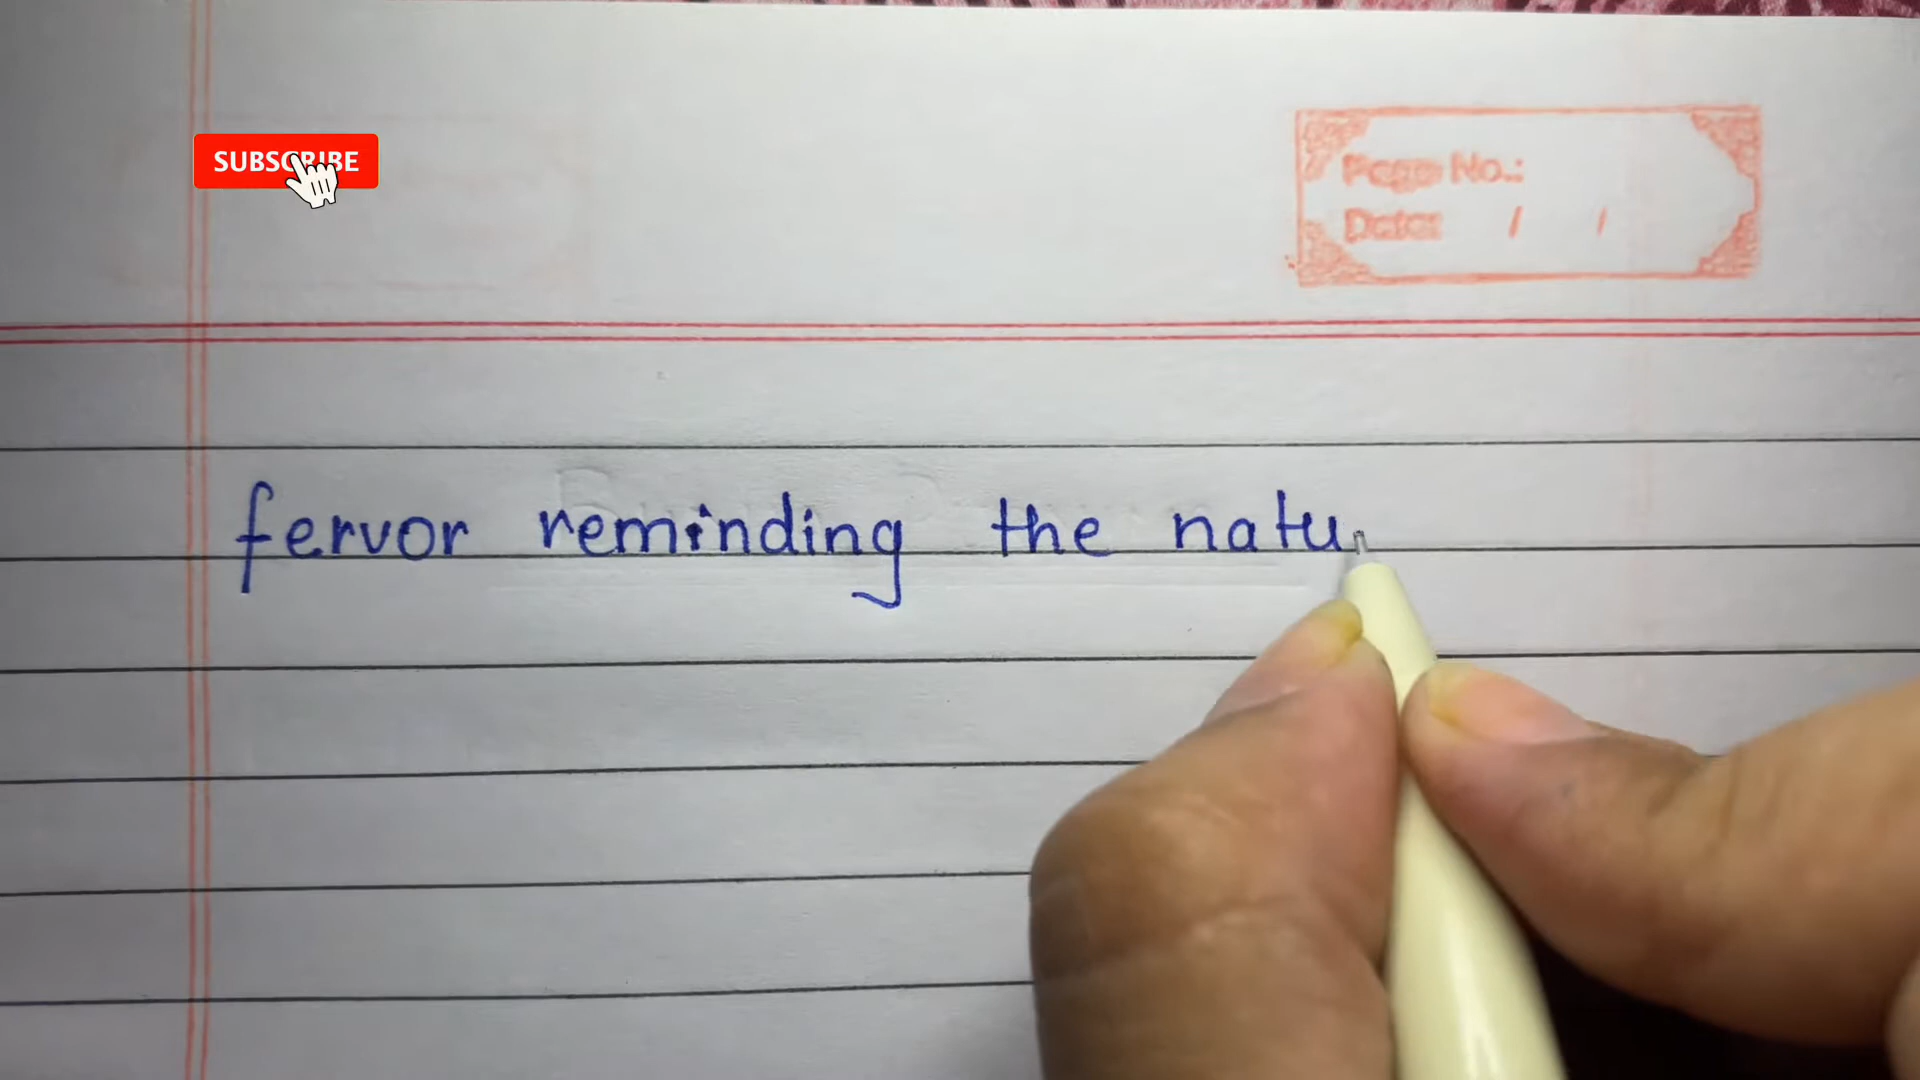 SUBSCRIBE
Page No.:
Date: / /
fervor reminding the natu